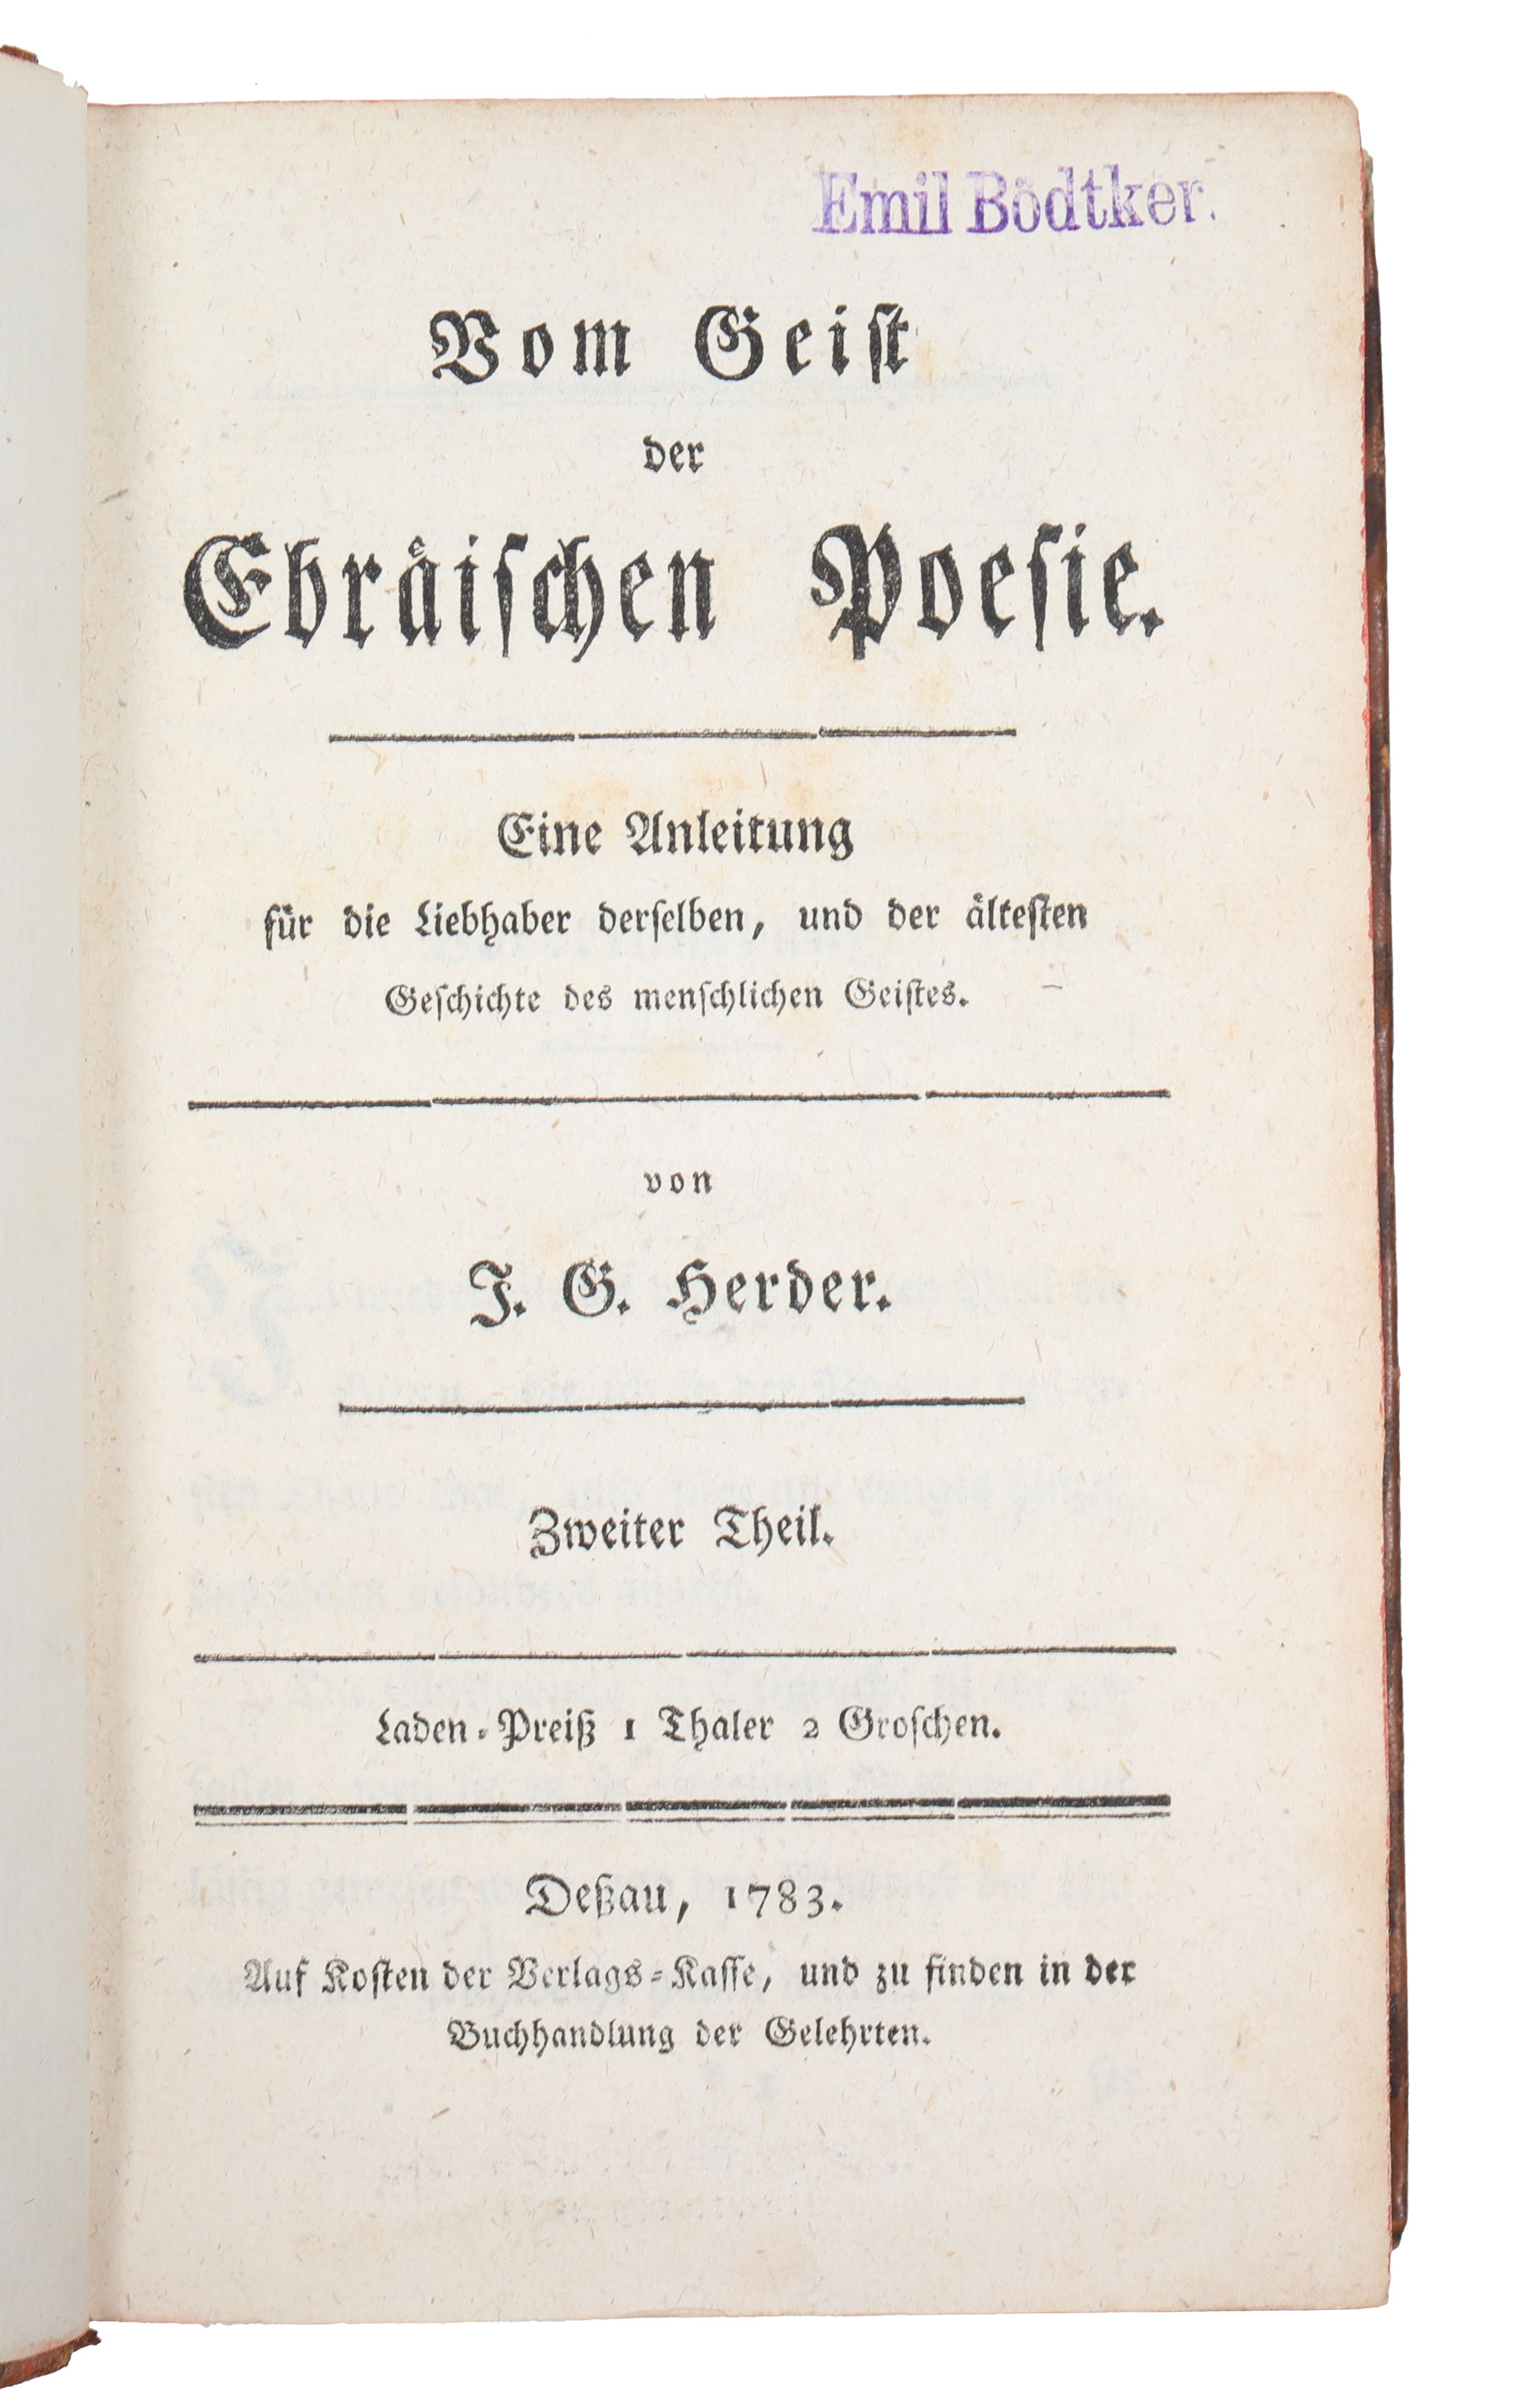 Emil Bödtker.
Vom Geist
der
Ebräischen Poesie.
Eine Anleitung
für die Liebhaber derselben, und der ältesten
Geschichte des menschlichen Geistes.
von
J. G. Herder.
Zweiter Theil.
Laden-Preiß 1 Thaler 2 Groschen.
Deßau, 1783.
Auf Kosten der Verlags-Kasse, und zu finden in der
Buchhandlung der Gelehrten.